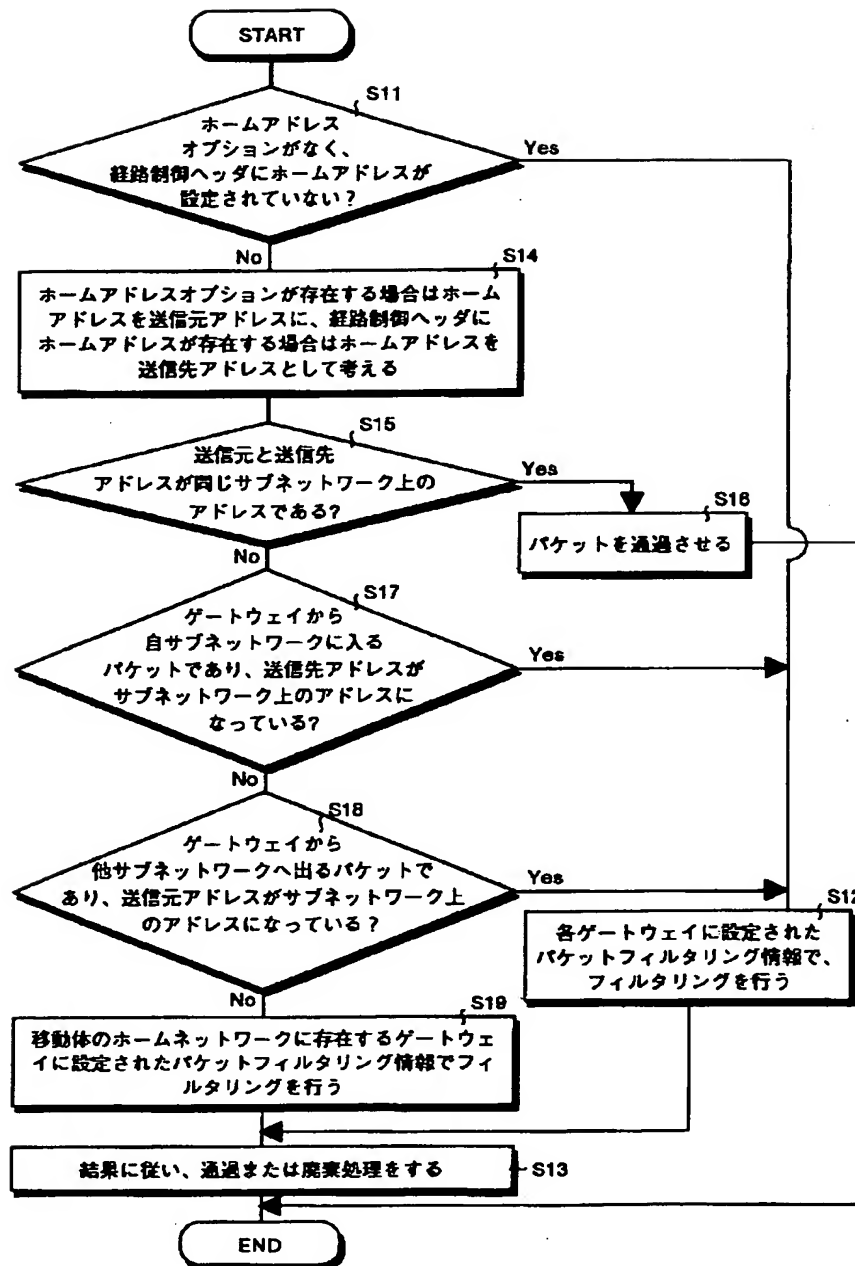 START
S11
ホームアドレス
オプションがなく、
経路制御ヘッダにホームアドレスが
設定されていない？
Yes
No
S14
ホームアドレスオプションが存在する場合はホーム
アドレスを送信元アドレスに、経路制御ヘッダに
ホームアドレスが存在する場合はホームアドレスを
送信先アドレスとして考える
S15
送信元と送信先
アドレスが同じサブネットワーク上の
アドレスである?
Yes
No
S16
パケットを通過させる
S17
ゲートウェイから
自サブネットワークに入る
パケットであり、送信先アドレスが
サブネットワーク上のアドレスに
なっている?
Yes
No
S18
ゲートウェイから
他サブネットワークへ出るパケットで
あり、送信元アドレスがサブネットワーク上
のアドレスになっている？
Yes
No
S12
各ゲートウェイに設定された
パケットフィルタリング情報で、
フィルタリングを行う
S19
移動体のホームネットワークに存在するゲートウェ
イに設定されたパケットフィルタリング情報でフィ
ルタリングを行う
結果に従い、通過または廃棄処理をする
S13
END